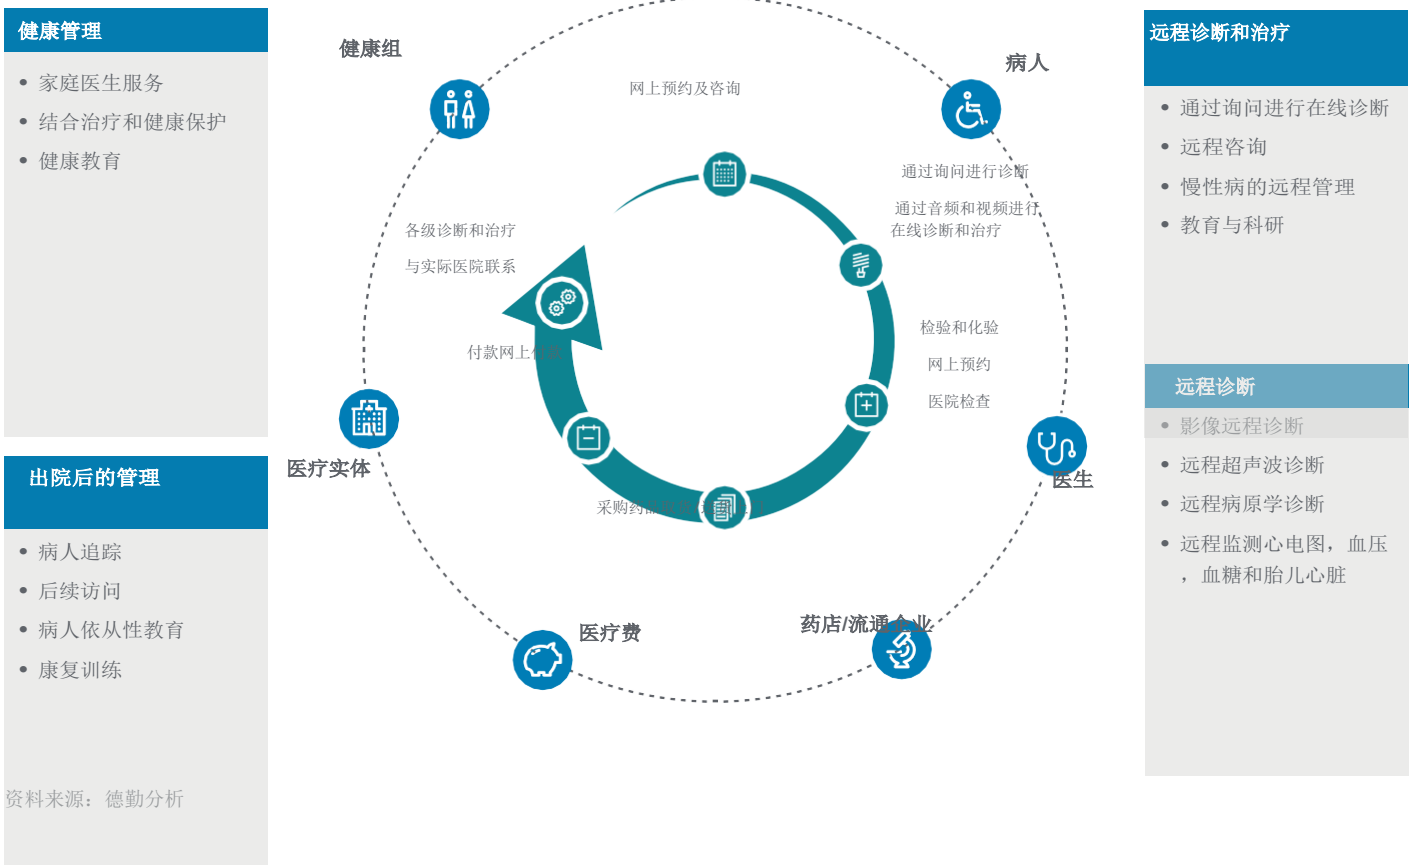 健康管理
家庭医生服务
结合治疗和健康保护
健康教育
出院后的管理
病人追踪
后续访问
病人依从性教育
康复训练
资料来源：德勤分析
健康组
病人
网上预约及咨询
通过询问进行诊断
通过音频和视频进行
在线诊断和治疗
各级诊断和治疗
与实际医院联系
检验和化验
网上预约
医院检查
付款网上
医疗实体
医生
采购药品
医疗费
药店/流通企业
远程诊断和治疗
通过询问进行在线诊断
远程咨询
慢性病的远程管理
教育与科研
远程诊断
影像远程诊断
远程超声波诊断
远程病原学诊断
远程监测心电图，血压
，血糖和胎儿心脏